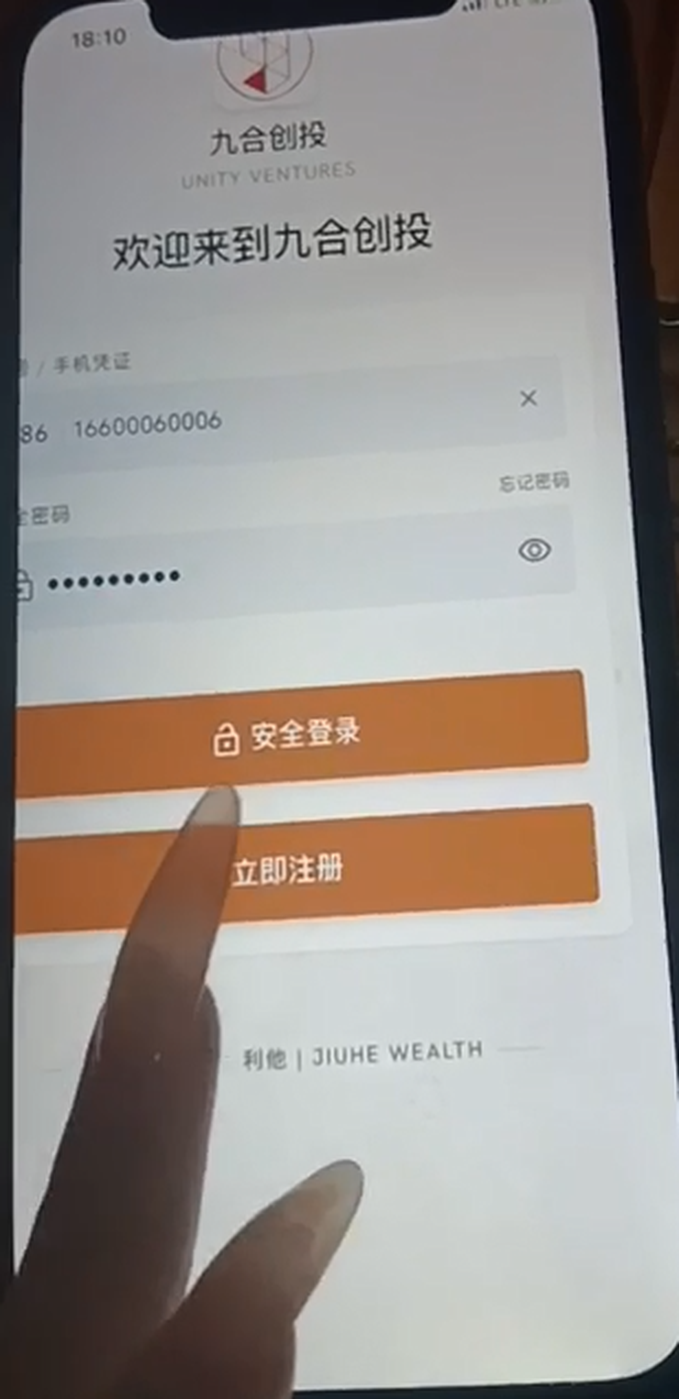 18:10
九合创投
UNITY VENTURES
欢迎来到九合创投
/ 手机凭证
86 16600060006
忘记密码
密码
安全登录
立即注册
利他 | JIUHE WEALTH